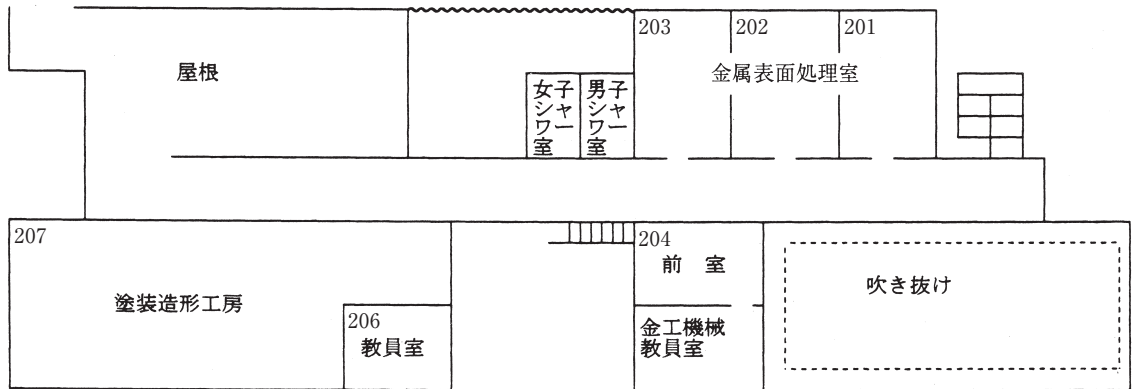 203
202
201
屋根
金属表面処理室
女子シャワー室
男子シャワー室
207
204
前　室
吹き抜け
塗装造形工房
206
教員室
金工機械
教員室